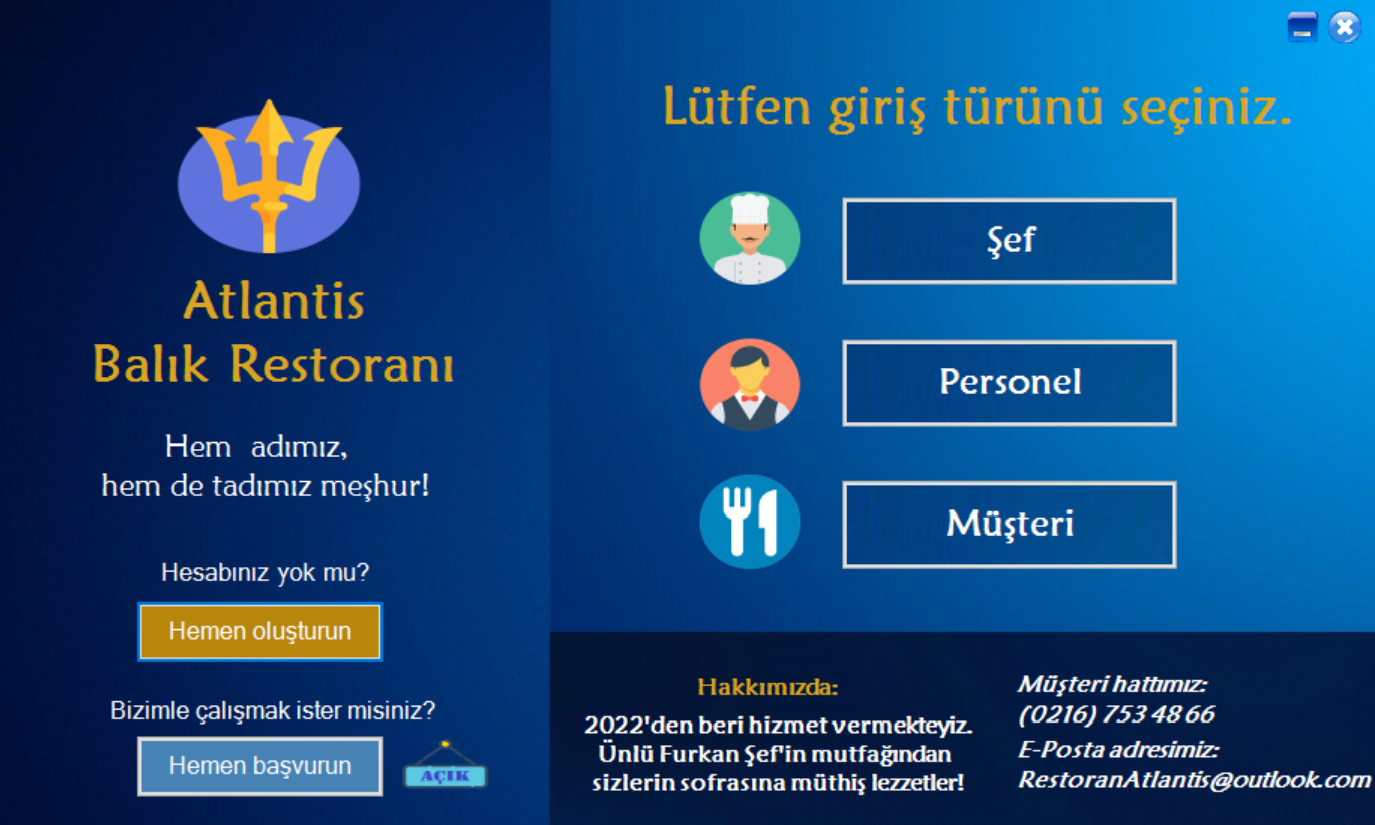 Atlantis
Balık Restoranı
Hem adımız,
hem de tadımız meşhur!
Hesabınız yok mu?
Hemen oluşturun
Bizimle çalışmak ister misiniz?
Hemen başvurun
AÇIK
Lütfen giriş türünü seçiniz.
Şef
Personel
Müşteri
Hakkımızda:
2022'den beri hizmet vermekteyiz.
Ünlü Furkan Şef'in mutfağından
sizlerin sofrasına müthiş lezzetler!
Müşteri hattımız:
(0216) 753 48 66
E-Posta adresimiz:
RestoranAtlantis@outlook.com